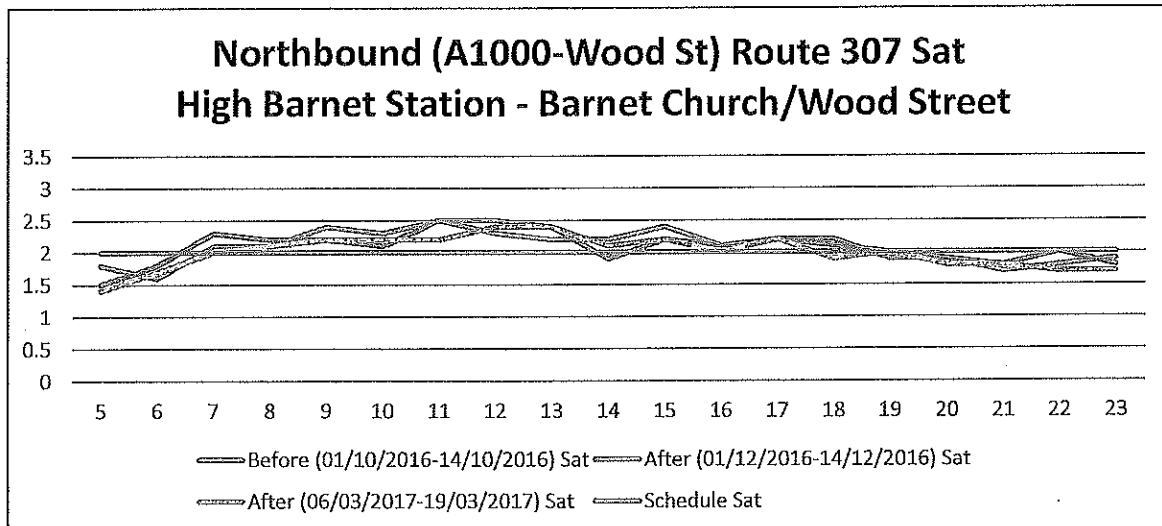 Northbound (A1000-Wood St) Route 307 Sat
High Barnet Station - Barnet Church/Wood Street
3.5
3
2.5
2
1.5
1
0.5
0
5 6 7 8 9 10 11 12 13 14 15 16 17 18 19 20 21 22 23
Before (01/10/2016-14/10/2016) Sat After (01/12/2016-14/12/2016) Sat
After (06/03/2017-19/03/2017) Sat Schedule Sat